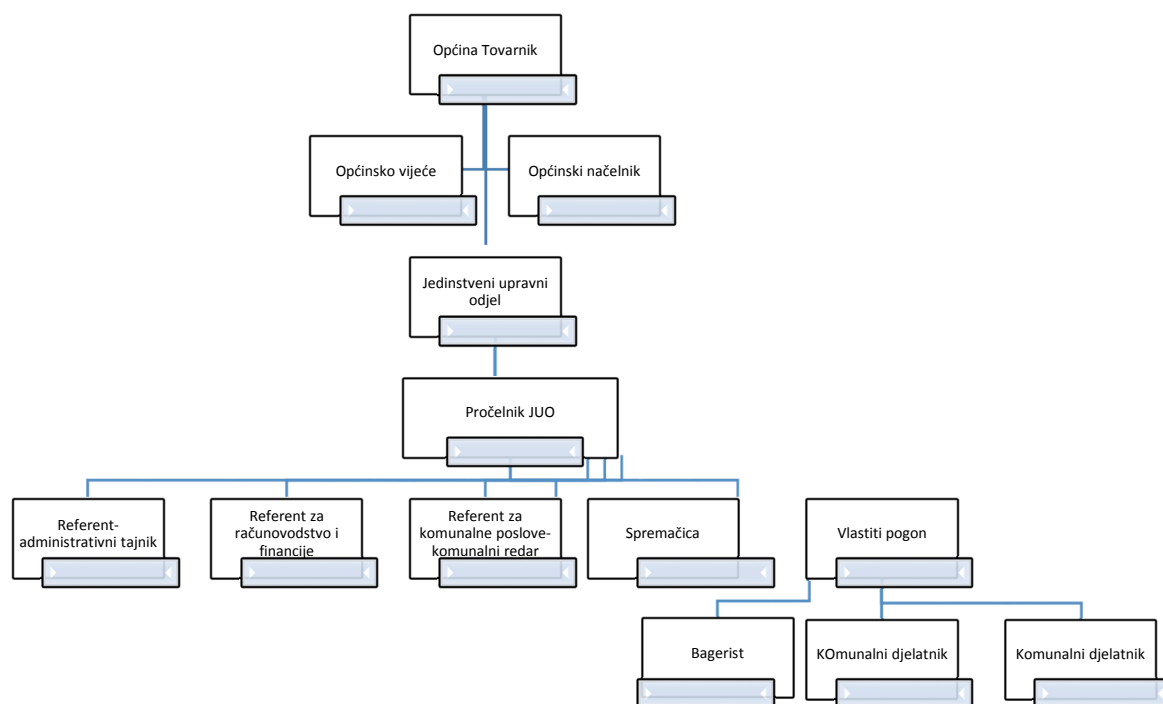 Općina Tovarnik
Općinsko vijeće
Općinski načelnik
Jedinstveni upravni
odjel
Pročelnik JUO
Referent-
administrativni tajnik
Referent za
računovodstvo i
financije
Referent za
komunalne poslove-
komunalni redar
Spremačica
Vlastiti pogon
Bagerist
KOmunalni djelatnik
Komunalni djelatnik